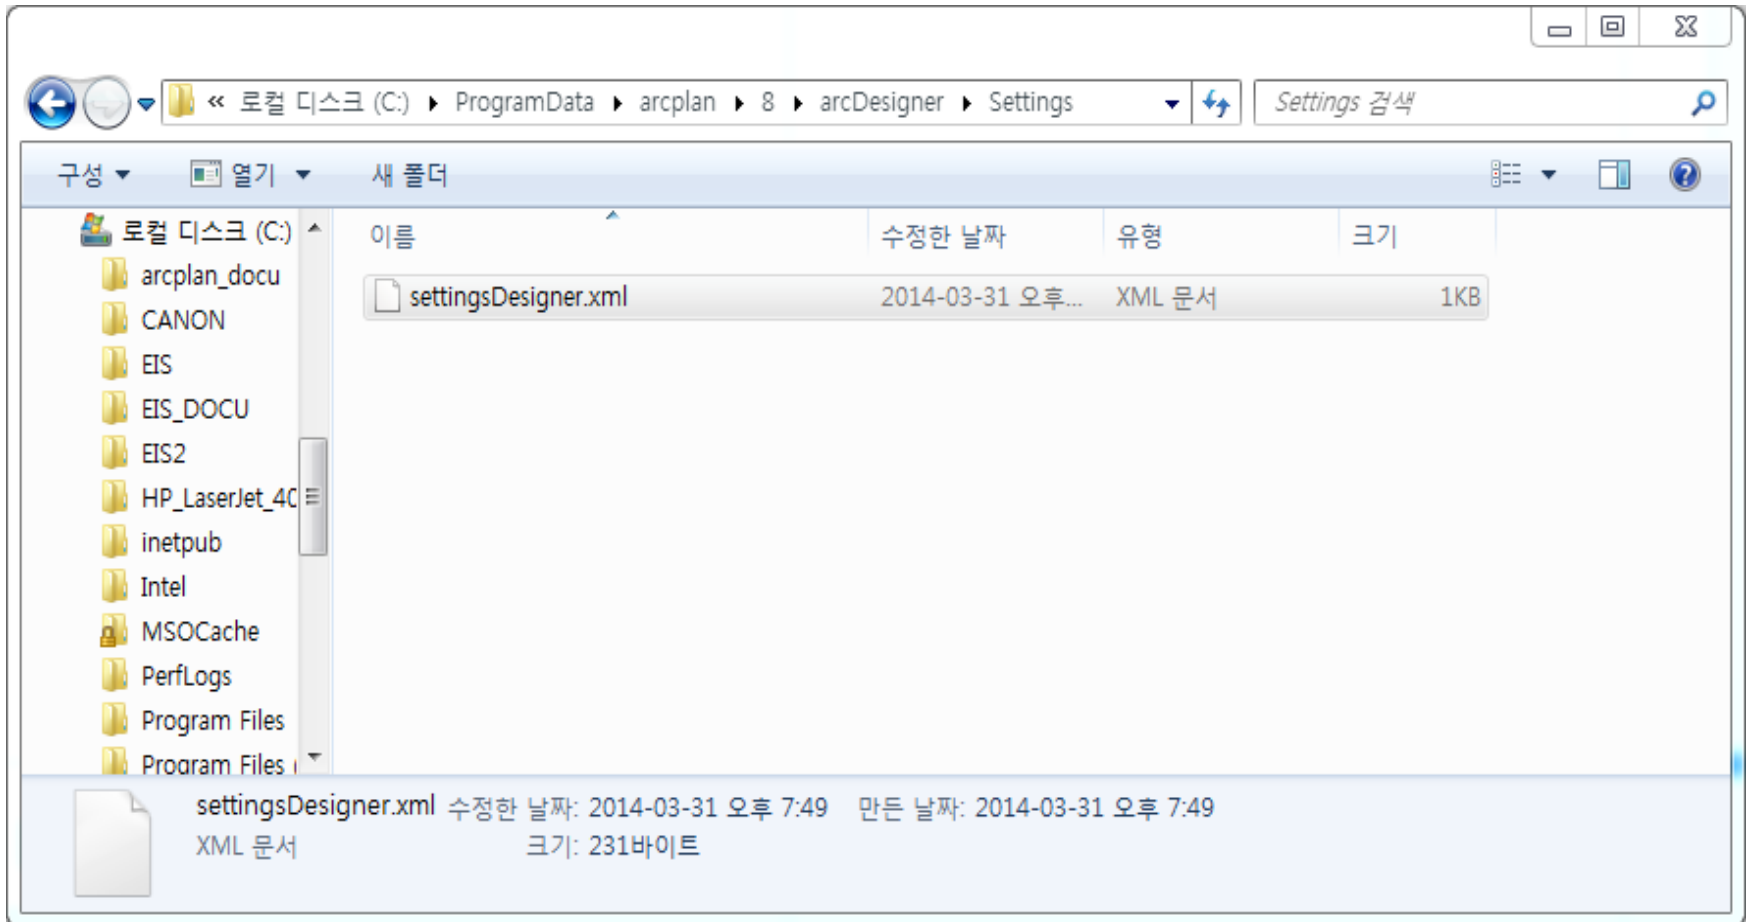 « 로컬 디스크 (C:) ▸ ProgramData ▸ arcplan ▸ 8 ▸ arcDesigner ▸ Settings
Settings 검색
구성 열기 새 폴더
로컬 디스크 (C:)
arcplan_docu
CANON
EIS
EIS_DOCU
EIS2
HP_LaserJet_40
inetpub
Intel
MSOCache
PerfLogs
Program Files
Program Files (
이름 수정한 날짜 유형 크기
settingsDesigner.xml 2014-03-31 오후... XML 문서 1KB
settingsDesigner.xml 수정한 날짜: 2014-03-31 오후 7:49 만든 날짜: 2014-03-31 오후 7:49
XML 문서 크기: 231바이트